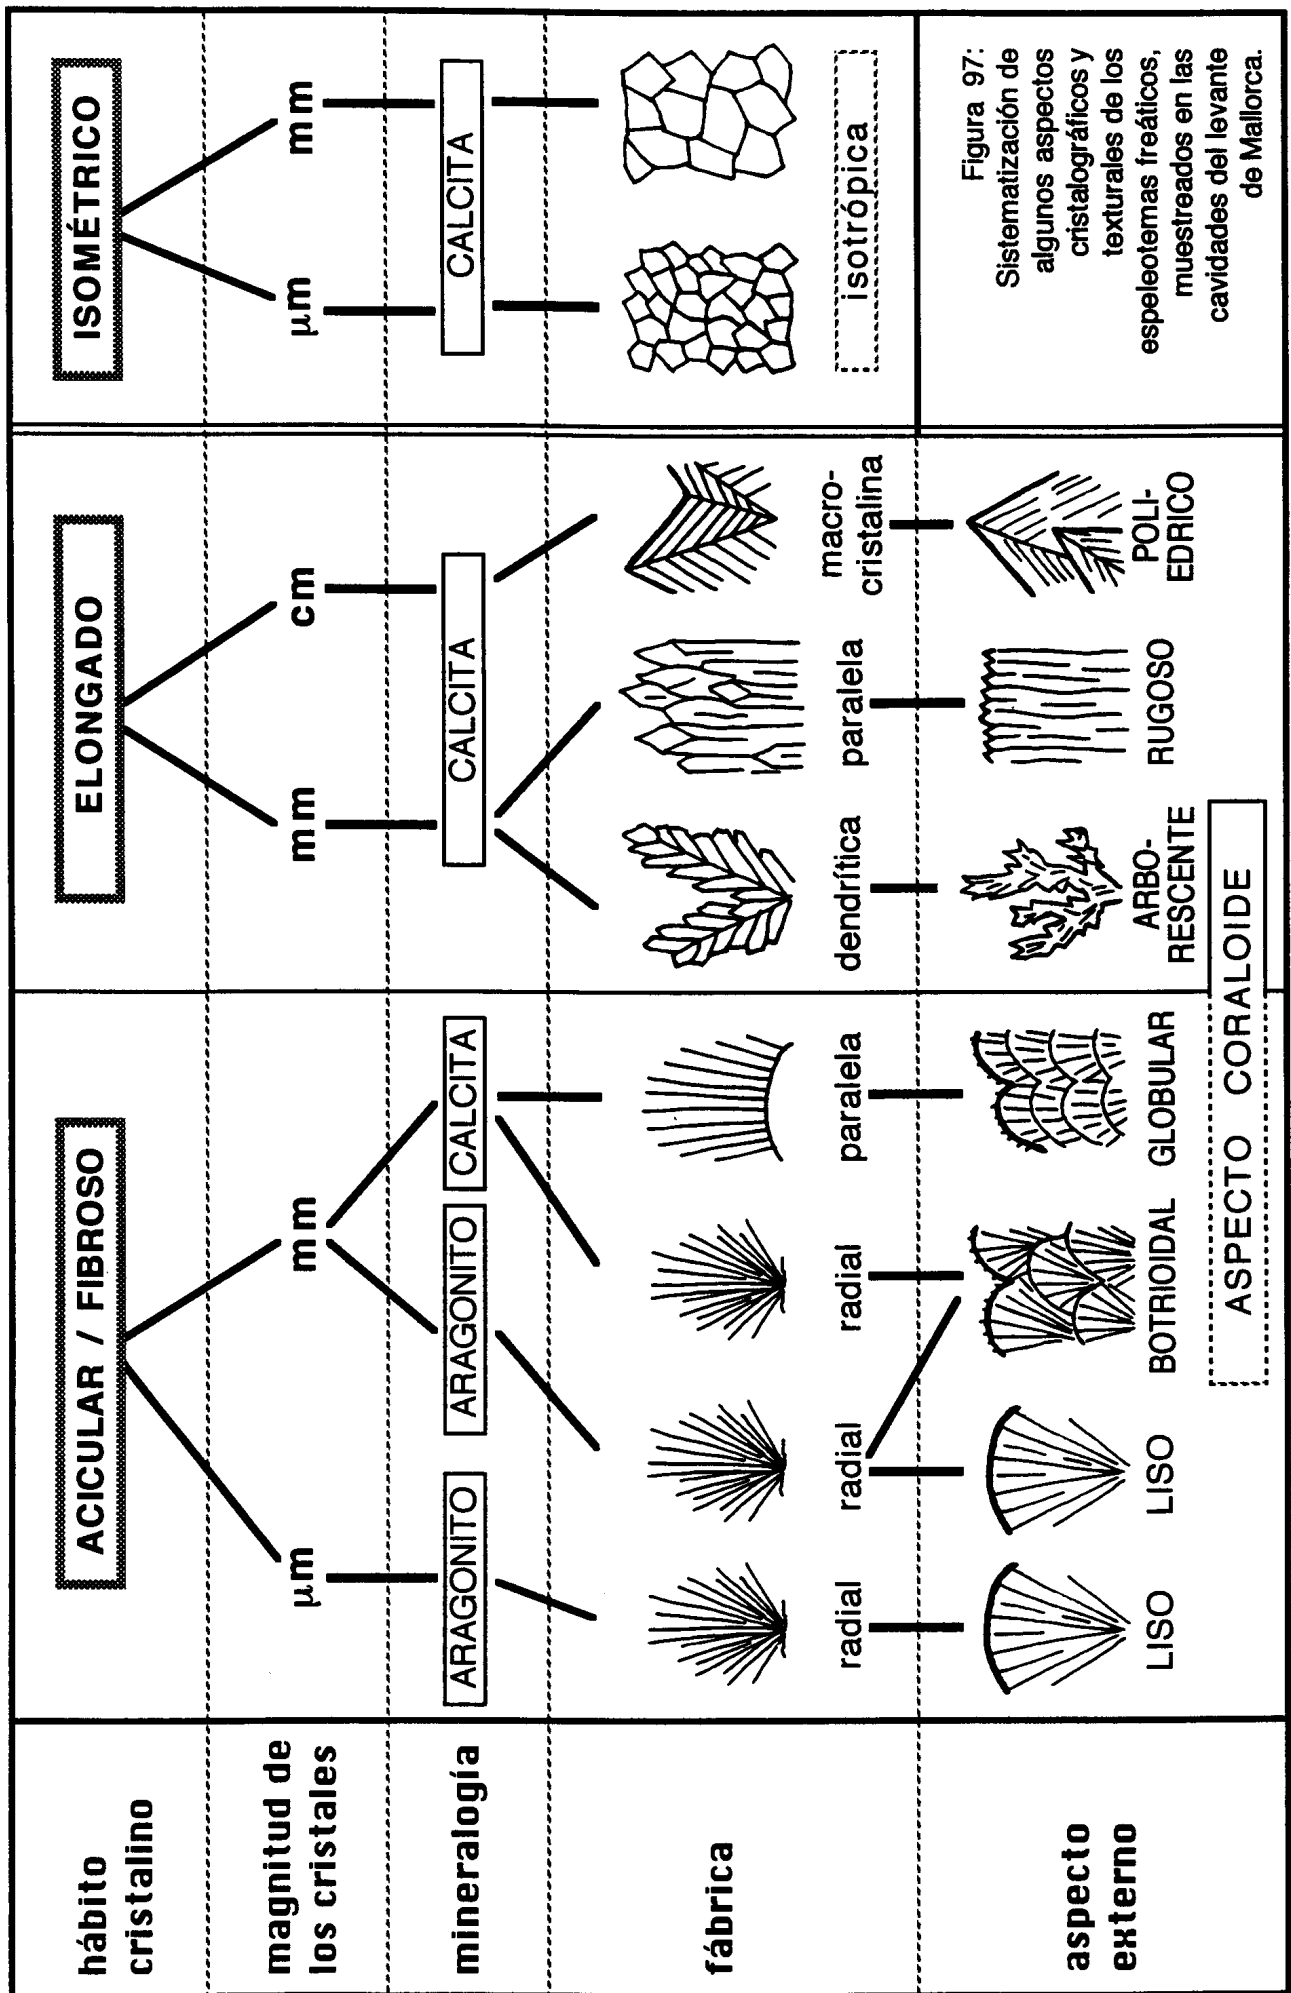 hábito
cristalino
ACICULAR / FIBROSO
ELONGADO
ISOMÉTRICO
magnitud de
los cristales
μm
mm
mm
cm
μm
mm
mineralogía
ARAGONITO
ARAGONITO
CALCITA
CALCITA
CALCITA
fábrica
radial
radial
radial
paralela
dendrítica
paralela
macro-
cristalina
isotrópica
aspecto
externo
LISO
LISO
BOTRIOIDAL
GLOBULAR
ARBO-
RESCENTE
RUGOSO
POLI-
EDRICO
ASPECTO CORALOIDE
Figura 97:
Sistematización de
algunos aspectos
cristalográficos y
texturales de los
espeleotemas freáticos,
muestreados en las
cavidades del levante
de Mallorca.